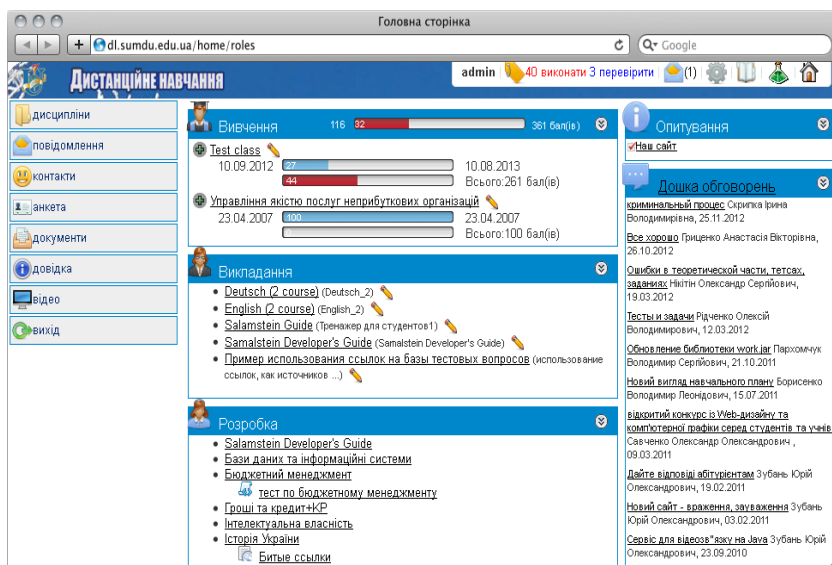 Головна сторінка
dl.sumdu.edu.ua/home/roles
Google
Дистанційне навчання
admin 40 виконати 3 перевірити (1)
дисципліни
повідомлення
контакти
анкета
документи
довідка
відео
вихід
Вивчення 116 32 361 бал(ів)
Test class
10.09.2012 27 10.08.2013
44 Всього:261 бал(ів)
Управління якістю послуг неприбуткових організацій
23.04.2007 100 23.04.2007
Всього:100 бал(ів)
Викладання
Deutsch (2 course) (Deutsch_2)
English (2 course) (English_2)
Salamstein Guide (Тренажер для студентов1)
Samalstein Developer's Guide (Samalstein Developer's Guide)
Пример использования ссылок на базы тестовых вопросов (использование
ссылок, как источников ...)
Розробка
Salamstein Developer's Guide
Бази даних та інформаційні системи
Бюджетний менеджмент
тест по бюджетному менеджменту
Гроші та кредит+КР
Інтелектуальна власність
Історія України
Битые ссылки
Опитування
Наш сайт
Дошка обговорень
криминальный процес Скрипка Ірина
Володимирівна, 25.11.2012
Все хорошо Гриценко Анастасія Вікторівна,
26.10.2012
Ошибки в теоретической части, тетсах,
заданиях Нікітін Олександр Сергійович,
19.03.2012
Тесты и задачи Рідченко Олексій
Володимирович, 12.03.2012
Обновление библиотеки work.jar Пархомчук
Володимир Сергійович, 21.10.2011
Новий вигляд навчального плану Борисенко
Володимир Леонідович, 15.07.2011
відкритий конкурс із Web-дизайну та
комп'ютерної графіки серед студентів та учнів
Савченко Олександр Олександрович ,
09.03.2011
Дайте відповіді абітурієнтам Зубань Юрій
Олександрович, 19.02.2011
Новий сайт - враження, зауваження Зубань
Юрій Олександрович, 03.02.2011
Сервіс для відеозв"язку на Java Зубань Юрій
Олександрович, 23.09.2010